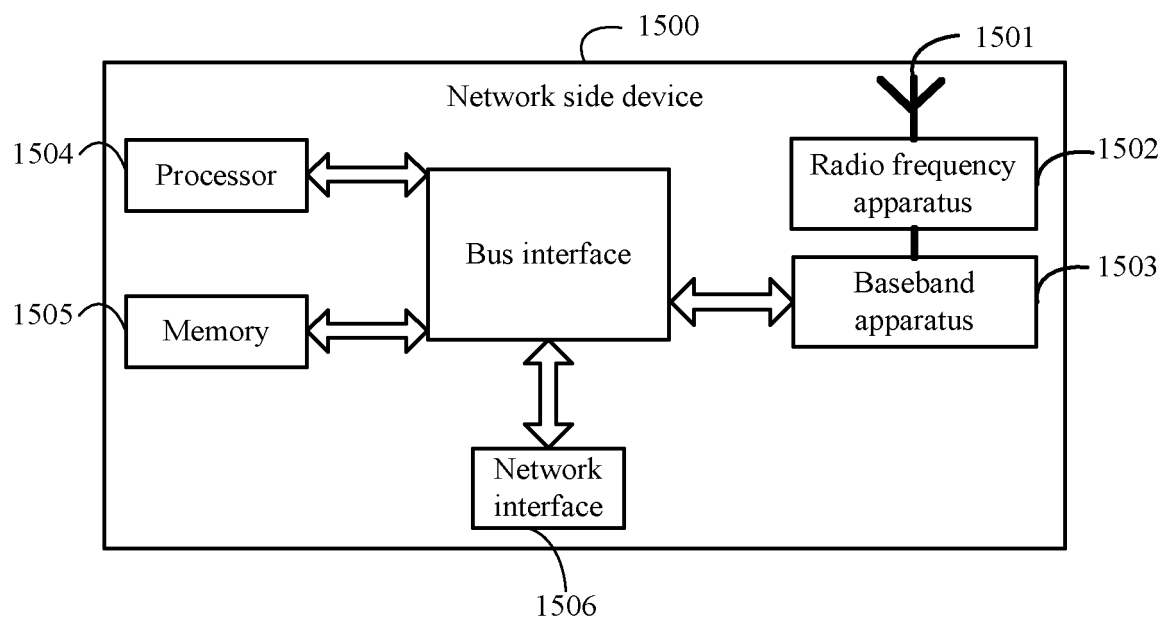 1500
1501
Network side device
1504
Processor
Radio frequency
apparatus
1502
Bus interface
1505
Memory
Baseband
apparatus
1503
Network
interface
1506